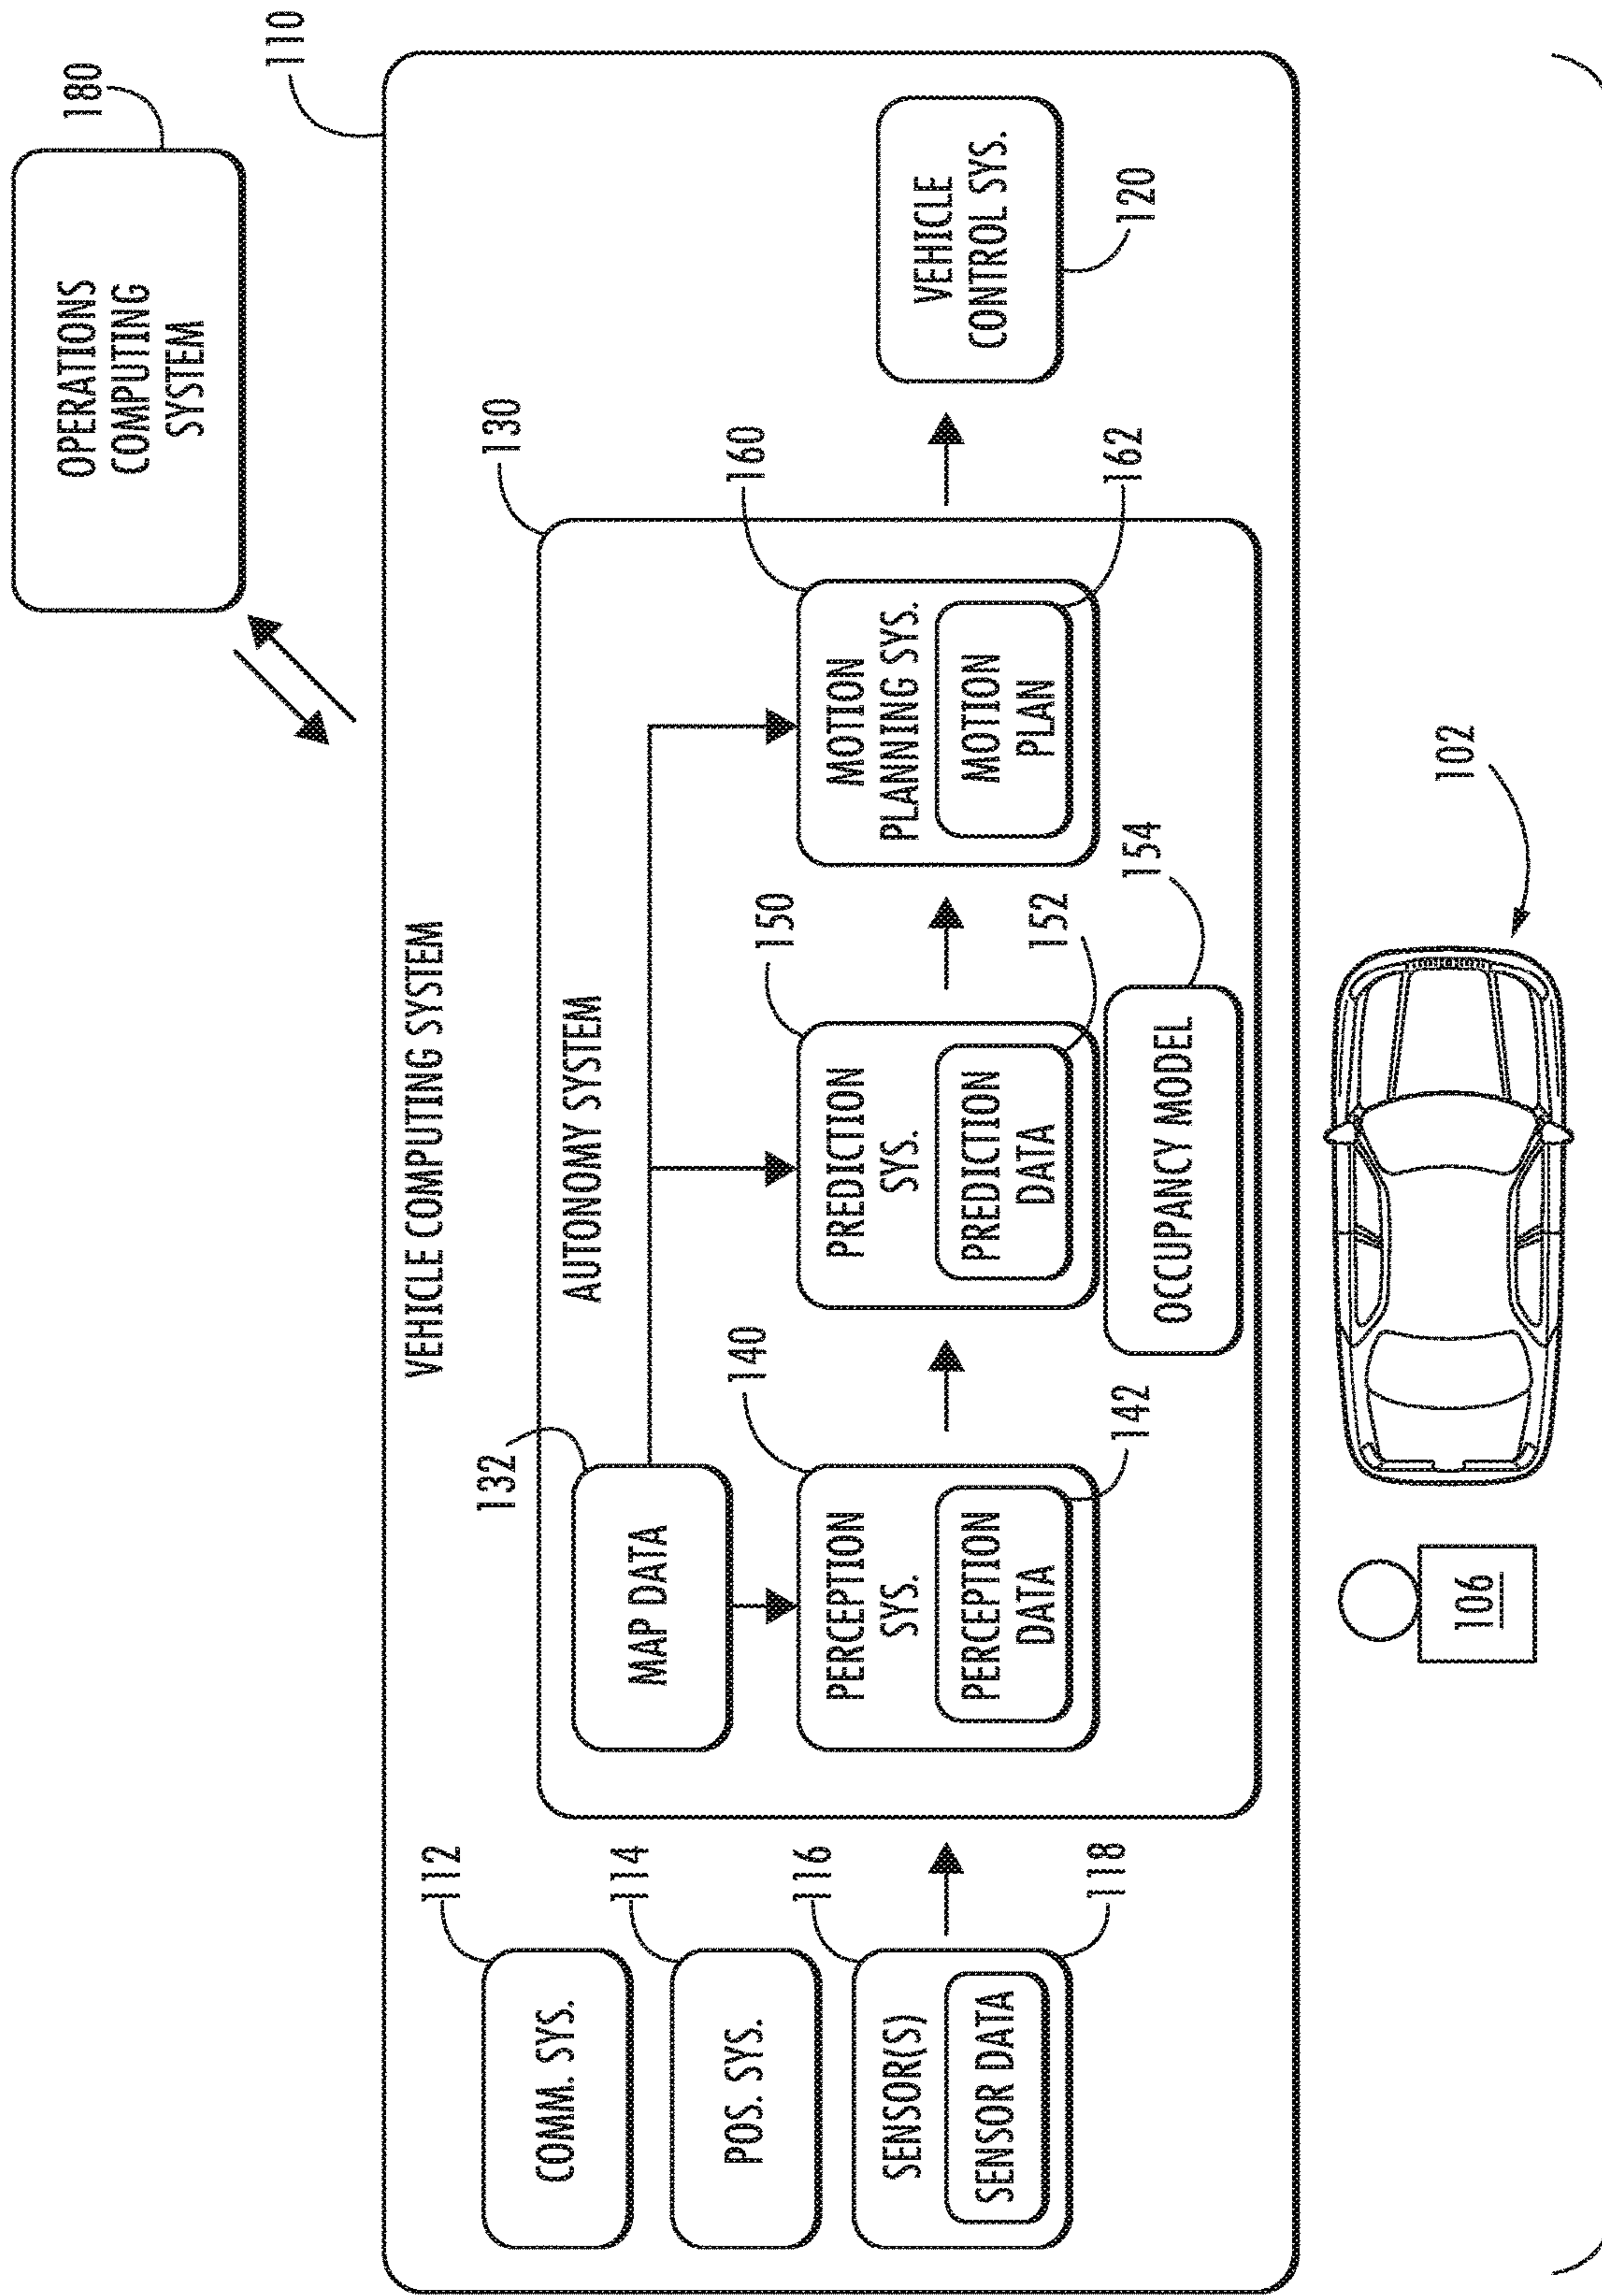 OPERATIONS
COMPUTING
SYSTEM
180
110
VEHICLE COMPUTING SYSTEM
112
COMM. SYS.
114
POS. SYS.
116
SENSOR(S)
SENSOR DATA
118
130
AUTONOMY SYSTEM
132
MAP DATA
140
PERCEPTION
SYS.
PERCEPTION
DATA
142
150
PREDICTION
SYS.
PREDICTION
DATA
152
OCCUPANCY MODEL
154
160
MOTION
PLANNING SYS.
MOTION
PLAN
162
VEHICLE
CONTROL SYS.
120
106
102